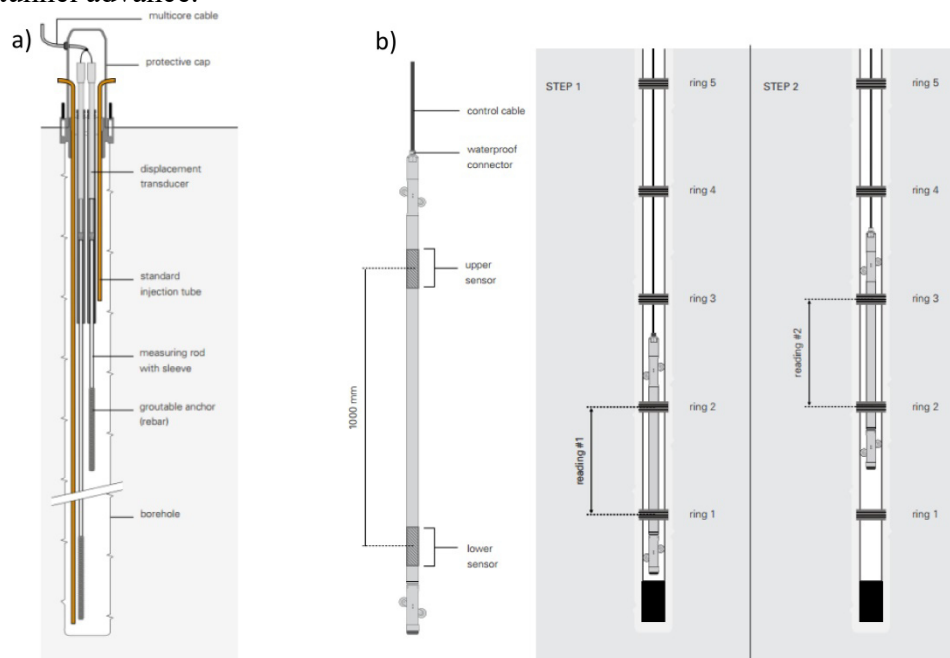 tunnel advance.
a)
multicore cable
protective cap
displacement
transducer
standard
injection tube
measuring rod
with sleeve
groutable anchor
(rebar)
borehole
b)
control cable
waterproof
connector
upper
sensor
1000 mm
lower
sensor
STEP 1
ring 5
ring 4
ring 3
ring 2
reading #1
ring 1
STEP 2
ring 5
ring 4
ring 3
reading #2
ring 2
ring 1